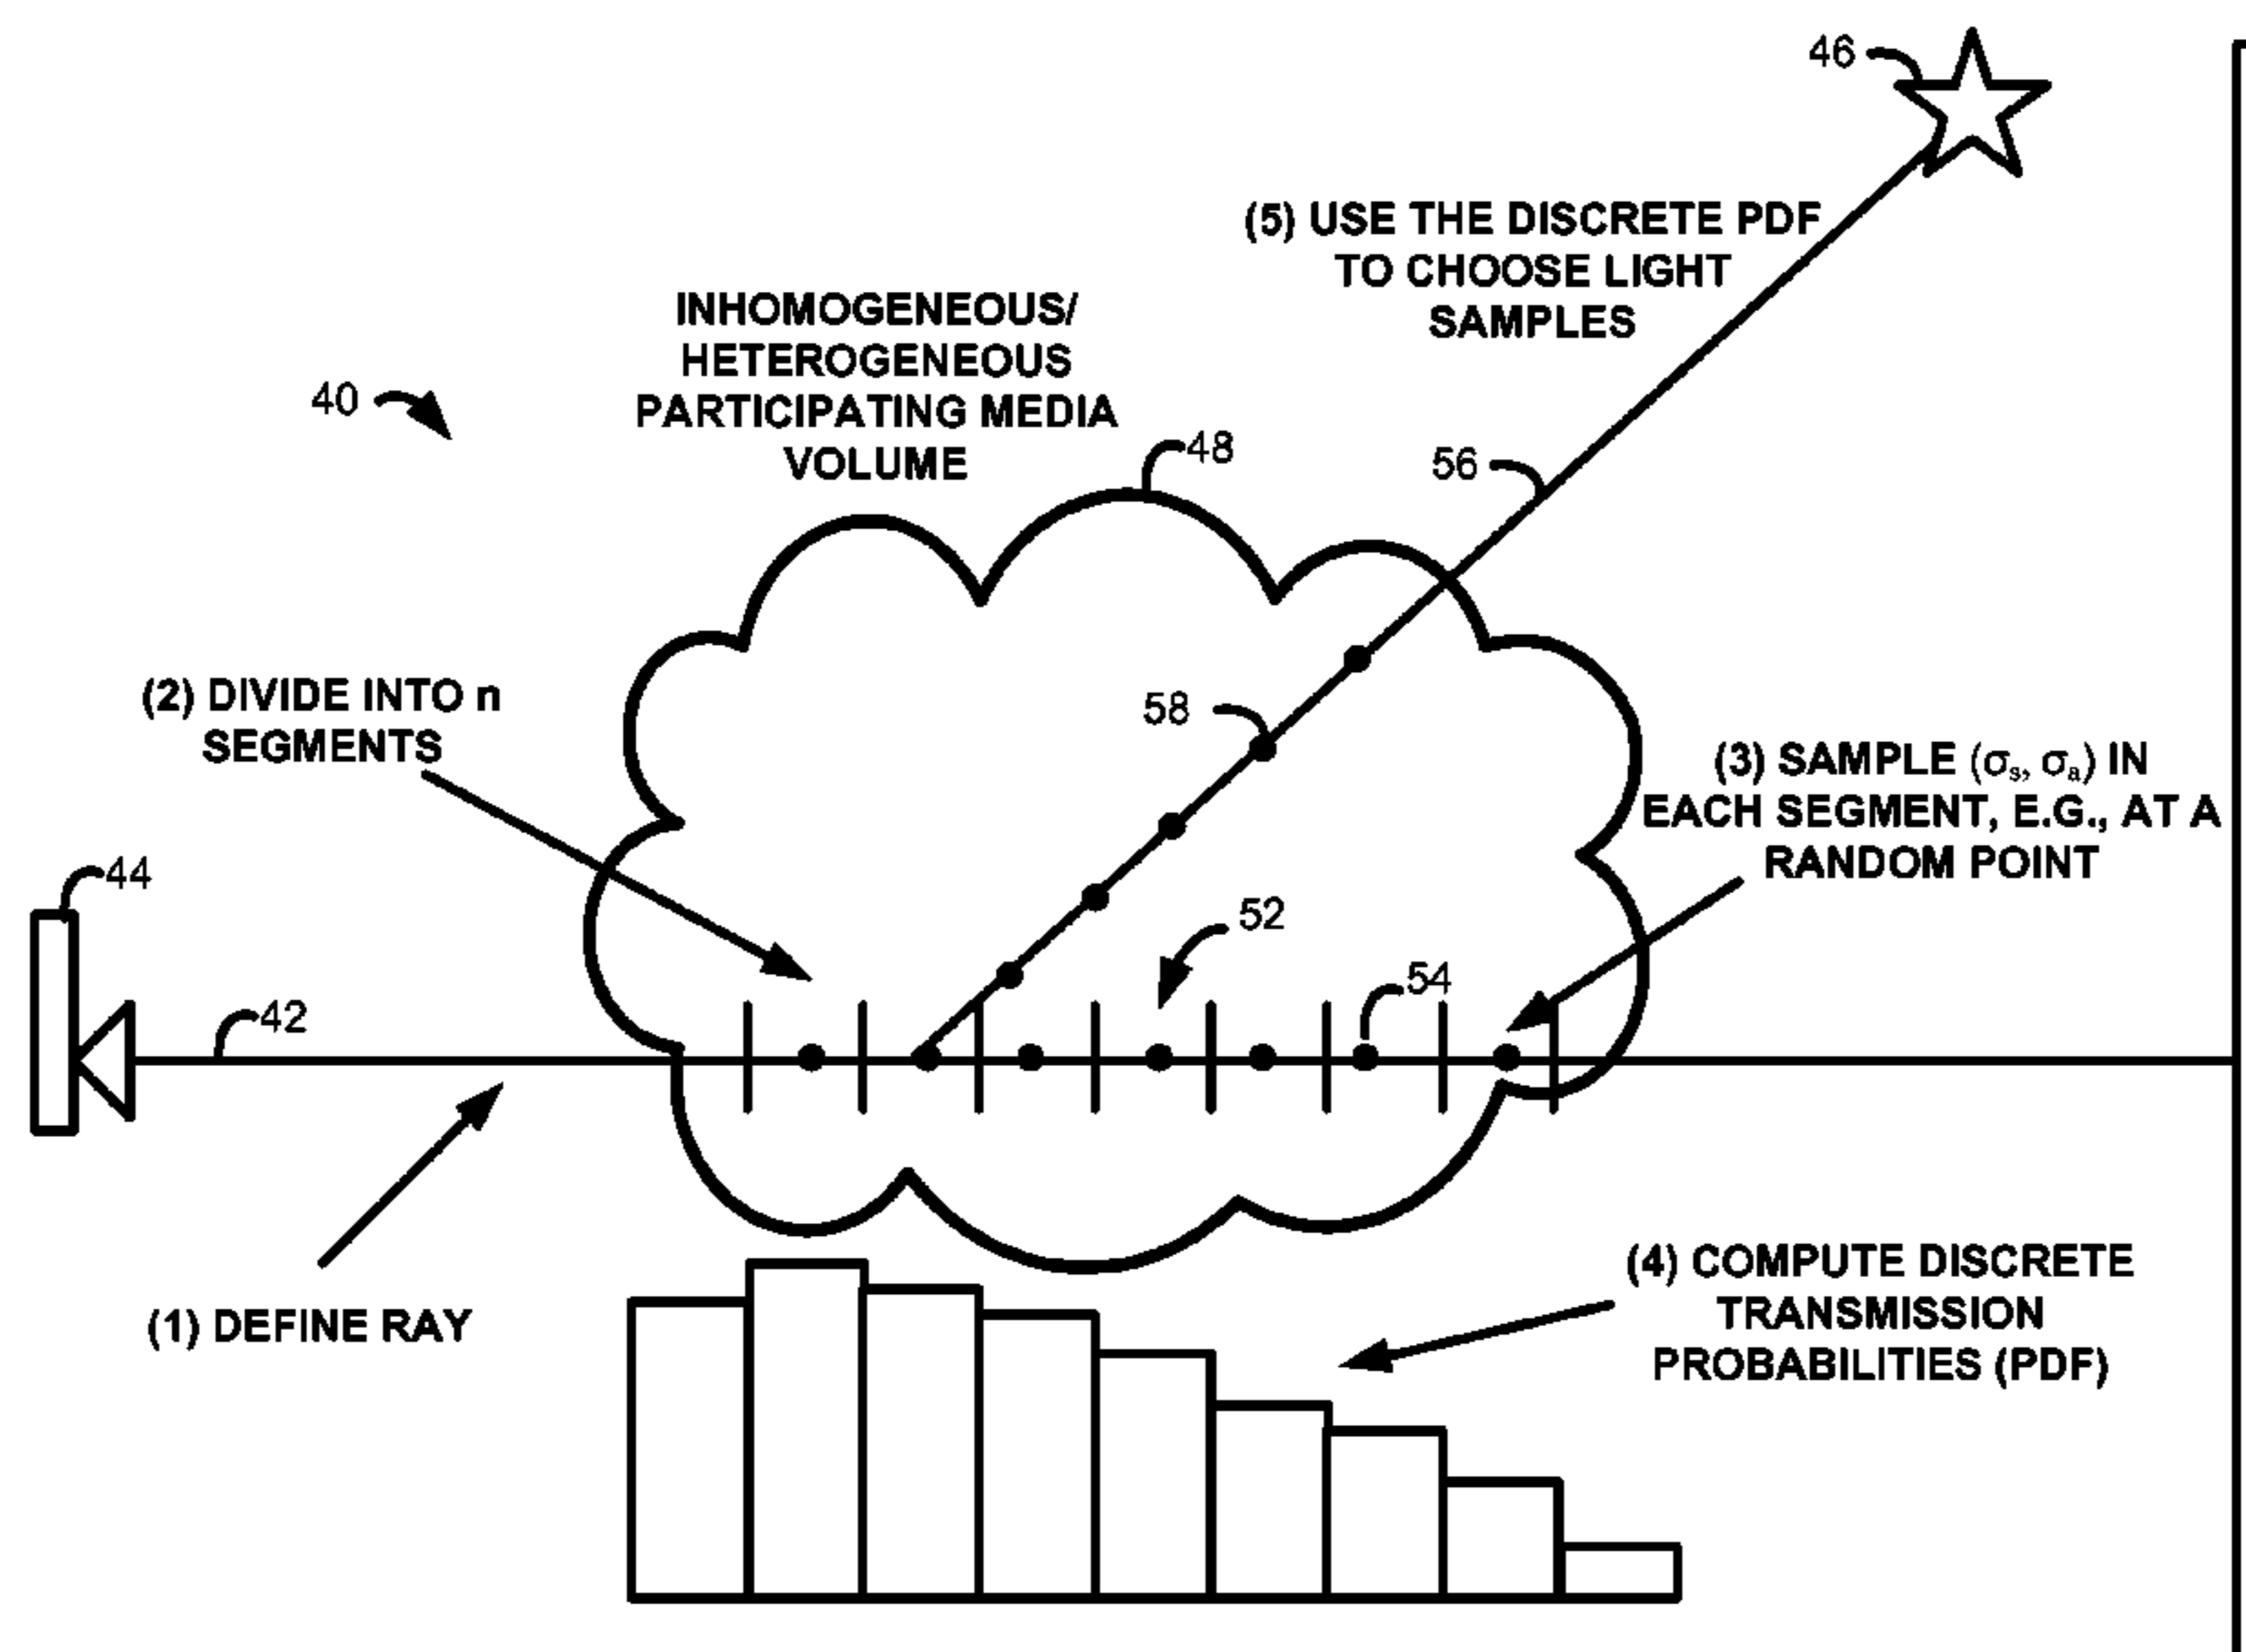 46
(5) USE THE DISCRETE PDF
TO CHOOSE LIGHT
SAMPLES
INHOMOGENEOUS/
HETEROGENEOUS
PARTICIPATING MEDIA
VOLUME
40
48
56
(2) DIVIDE INTO n
SEGMENTS
58
(3) SAMPLE (σs, σa) IN
EACH SEGMENT, E.G., AT A
RANDOM POINT
44
52
54
42
(1) DEFINE RAY
(4) COMPUTE DISCRETE
TRANSMISSION
PROBABILITIES (PDF)